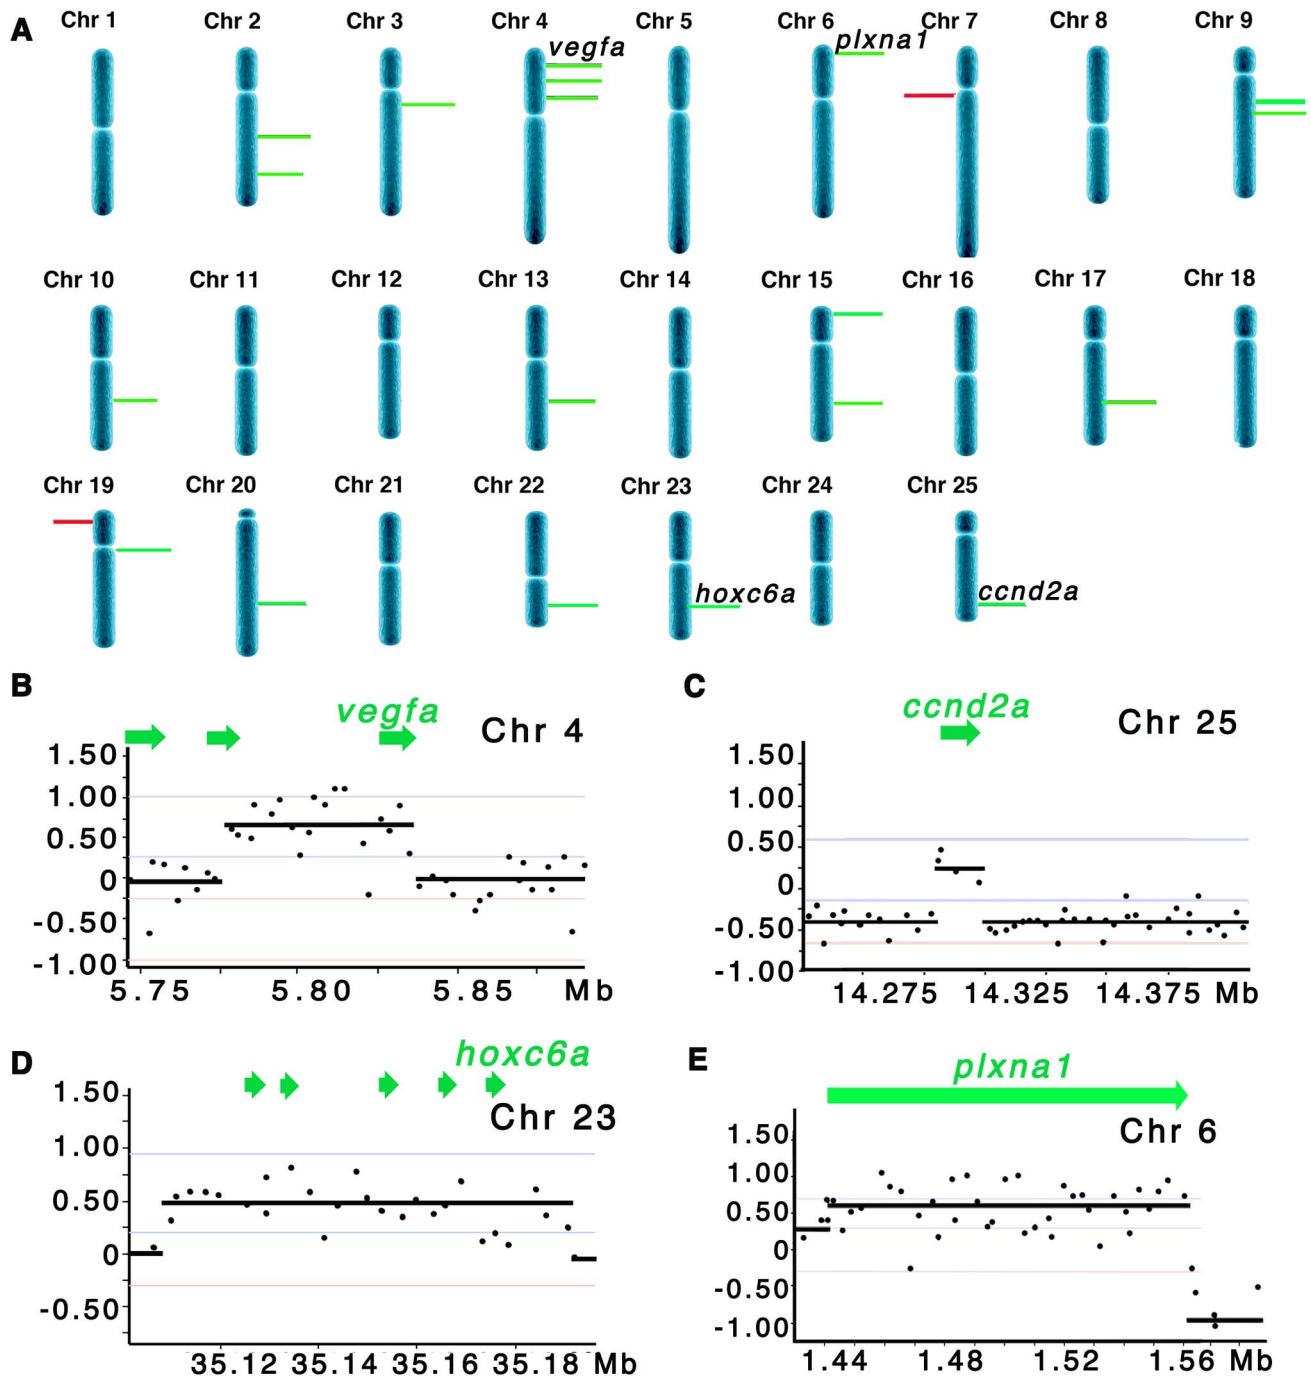 A
Chr 1 Chr 2 Chr 3 Chr 4 Chr 5 Chr 6 Chr 7 Chr 8 Chr 9
vegfa plxna1
Chr 10 Chr 11 Chr 12 Chr 13 Chr 14 Chr 15 Chr 16 Chr 17 Chr 18
Chr 19 Chr 20 Chr 21 Chr 22 Chr 23 Chr 24 Chr 25
hoxc6a ccnd2a
B
vegfa
Chr 4
1.50
1.00
0.50
0
-0.50
-1.00
5.75 5.80 5.85 Mb
C
ccnd2a
Chr 25
1.50
1.00
0.50
0
-0.50
-1.00
14.275 14.325 14.375 Mb
D
hoxc6a
Chr 23
1.50
1.00
0.50
0
-0.50
35.12 35.14 35.16 35.18 Mb
E
plxna1
Chr 6
1.50
1.00
0.50
0
-0.50
-1.00
1.44 1.48 1.52 1.56 Mb